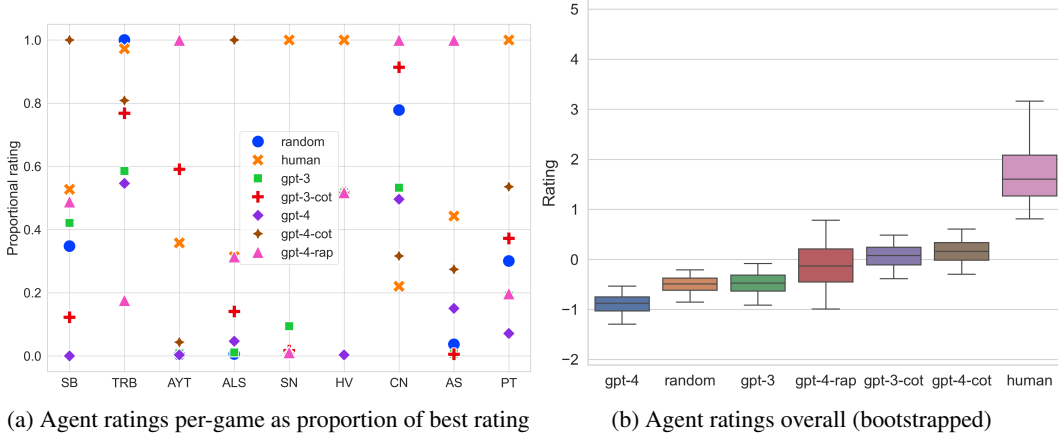 Proportional rating
1.0
0.8
0.6
0.4
0.2
0.0
random
human
gpt-3
gpt-3-cot
gpt-4
gpt-4-cot
gpt-4-rap
SB TRB AYT ALS SN HV CN AS PT
(a) Agent ratings per-game as proportion of best rating
Rating
5
4
3
2
1
0
−1
−2
gpt-4 random gpt-3 gpt-4-rap gpt-3-cot gpt-4-cot human
(b) Agent ratings overall (bootstrapped)